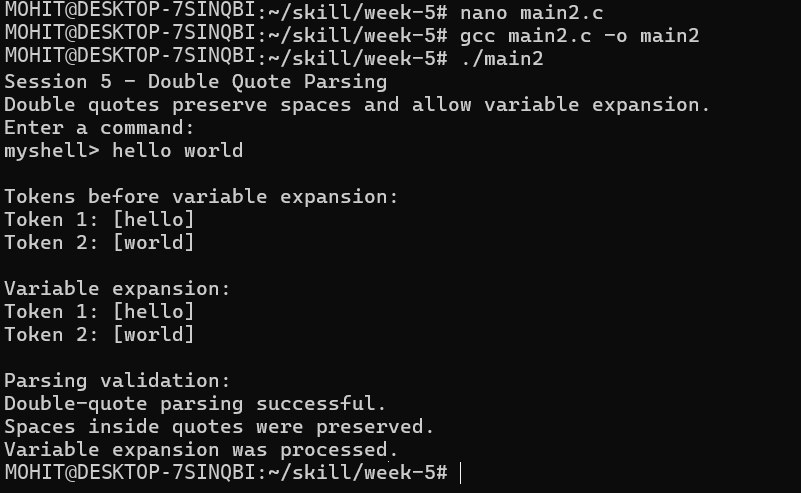 MOHIT@DESKTOP-7SINQBI:~/skill/week-5# nano main2.c
MOHIT@DESKTOP-7SINQBI:~/skill/week-5# gcc main2.c -o main2
MOHIT@DESKTOP-7SINQBI:~/skill/week-5# ./main2
Session 5 - Double Quote Parsing
Double quotes preserve spaces and allow variable expansion.
Enter a command:
myshell> hello world
Tokens before variable expansion:
Token 1: [hello]
Token 2: [world]
Variable expansion:
Token 1: [hello]
Token 2: [world]
Parsing validation:
Double-quote parsing successful.
Spaces inside quotes were preserved.
Variable expansion was processed.
MOHIT@DESKTOP-7SINQBI:~/skill/week-5#